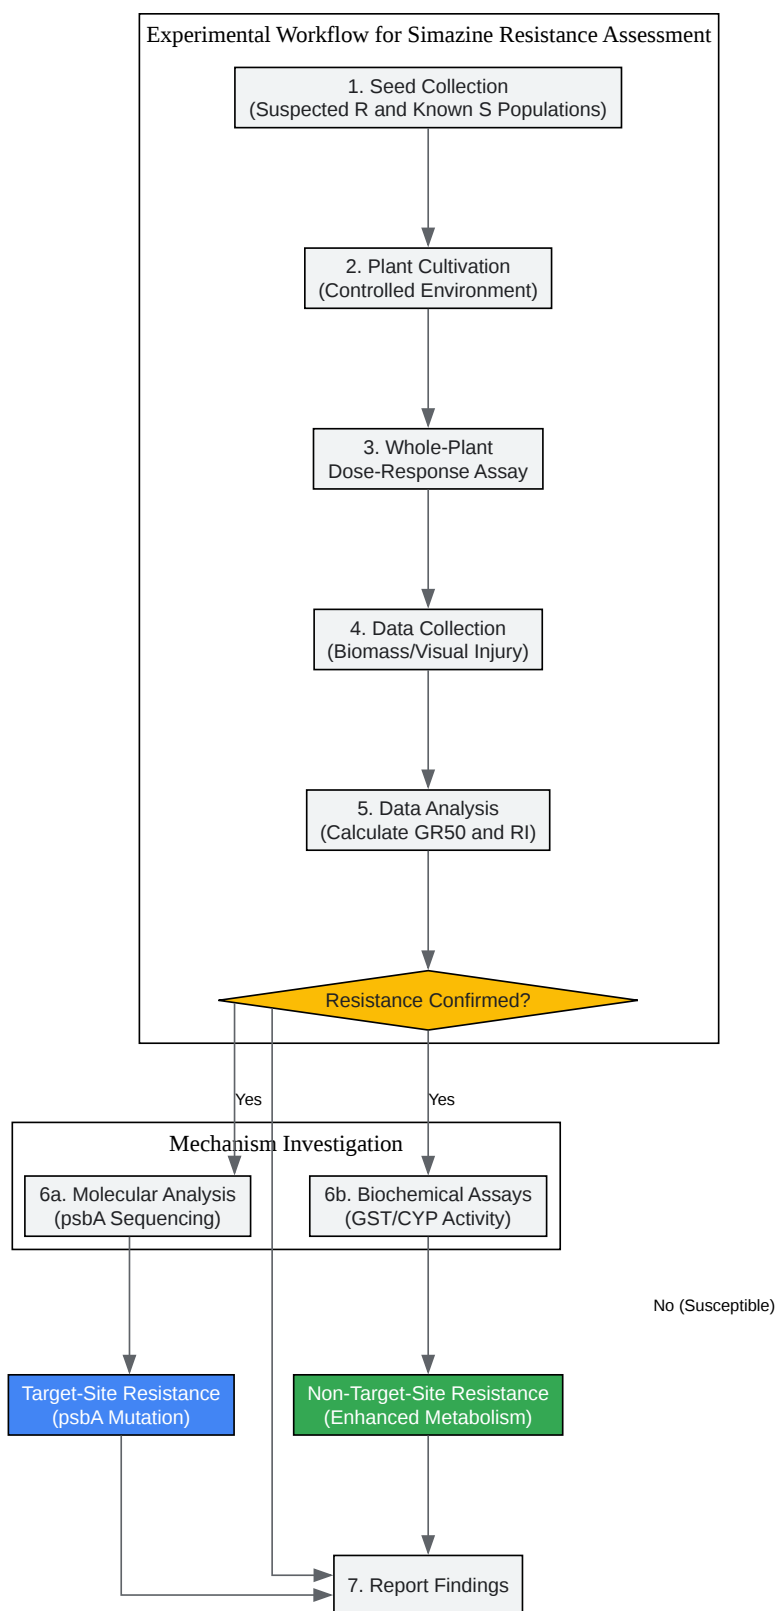 Experimental Workflow for Simazine Resistance Assessment
1. Seed Collection
(Suspected R and Known S Populations)
2. Plant Cultivation
(Controlled Environment)
3. Whole-Plant
Dose-Response Assay
4. Data Collection
(Biomass/Visual Injury)
5. Data Analysis
(Calculate GR50 and RI)
Resistance Confirmed?
Yes
Yes
Mechanism Investigation
6a. Molecular Analysis
(psbA Sequencing)
6b. Biochemical Assays
(GST/CYP Activity)
No (Susceptible)
Target-Site Resistance
(psbA Mutation)
Non-Target-Site Resistance
(Enhanced Metabolism)
7. Report Findings